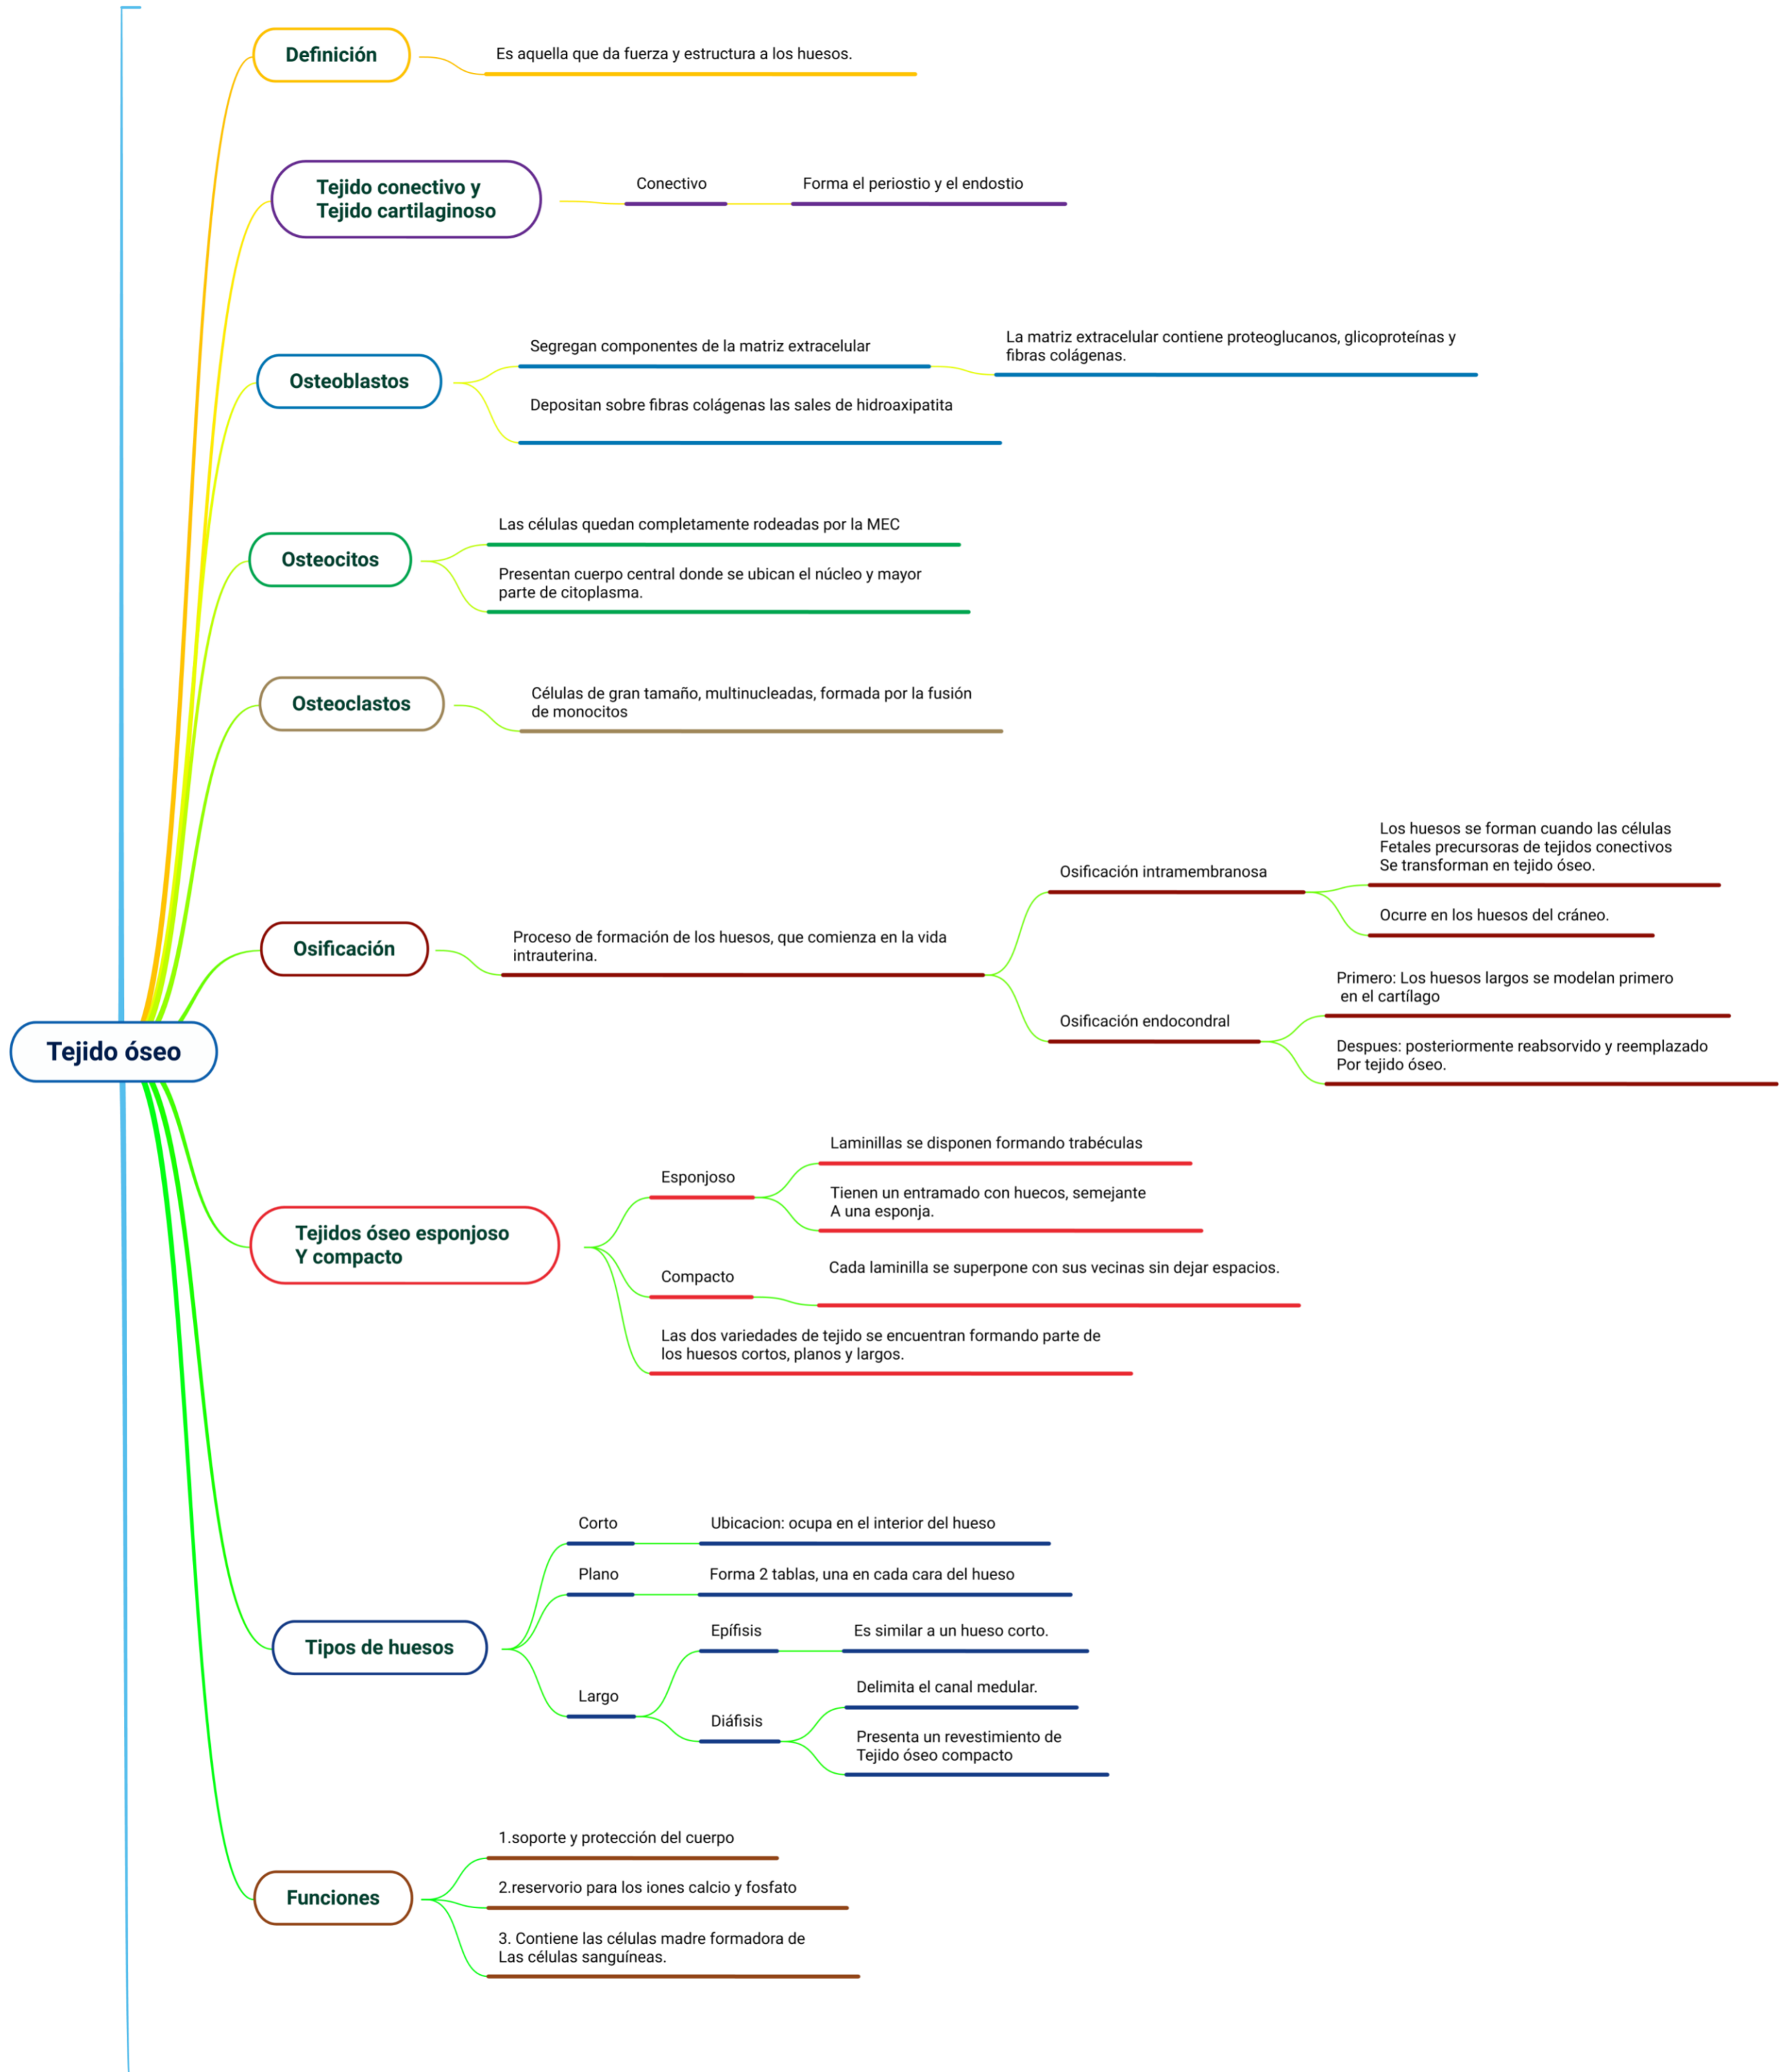 Definición
Es aquella que da fuerza y estructura a los huesos.
Tejido conectivo y
Tejido cartilaginoso
Conectivo
Forma el periostio y el endostio
Osteoblastos
Segregan componentes de la matriz extracelular
La matriz extracelular contiene proteoglucanos, glicoproteínas y
fibras colágenas.
Depositan sobre fibras colágenas las sales de hidroaxipatita
Osteocitos
Las células quedan completamente rodeadas por la MEC
Presentan cuerpo central donde se ubican el núcleo y mayor
parte de citoplasma.
Osteoclastos
Células de gran tamaño, multinucleadas, formada por la fusión
de monocitos
Osificación
Proceso de formación de los huesos, que comienza en la vida
intrauterina.
Osificación intramembranosa
Los huesos se forman cuando las células
Fetales precursoras de tejidos conectivos
Se transforman en tejido óseo.
Ocurre en los huesos del cráneo.
Osificación endocondral
Primero: Los huesos largos se modelan primero
en el cartílago
Despues: posteriormente reabsorvido y reemplazado
Por tejido óseo.
Tejido óseo
Tejidos óseo esponjoso
Y compacto
Esponjoso
Laminillas se disponen formando trabéculas
Tienen un entramado con huecos, semejante
A una esponja.
Compacto
Cada laminilla se superpone con sus vecinas sin dejar espacios.
Las dos variedades de tejido se encuentran formando parte de
los huesos cortos, planos y largos.
Tipos de huesos
Corto
Ubicacion: ocupa en el interior del hueso
Plano
Forma 2 tablas, una en cada cara del hueso
Largo
Epífisis
Es similar a un hueso corto.
Diáfisis
Delimita el canal medular.
Presenta un revestimiento de
Tejido óseo compacto
Funciones
1.soporte y protección del cuerpo
2.reservorio para los iones calcio y fosfato
3. Contiene las células madre formadora de
Las células sanguíneas.